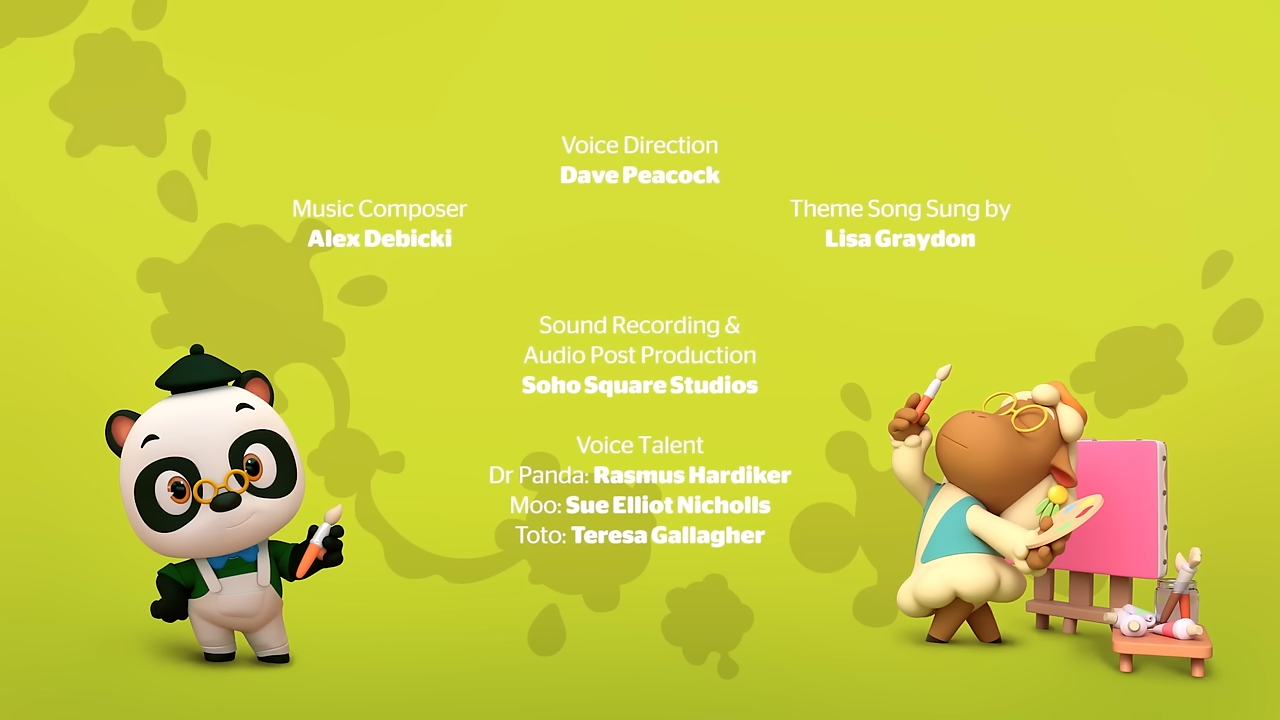 Voice Direction
Dave Peacock
Music Composer
Alex Debicki
Theme Song Sung by
Lisa Graydon
Sound Recording &
Audio Post Production
Soho Square Studios
Voice Talent
Dr Panda: Rasmus Hardiker
Moo: Sue Elliot Nicholls
Toto: Teresa Gallagher